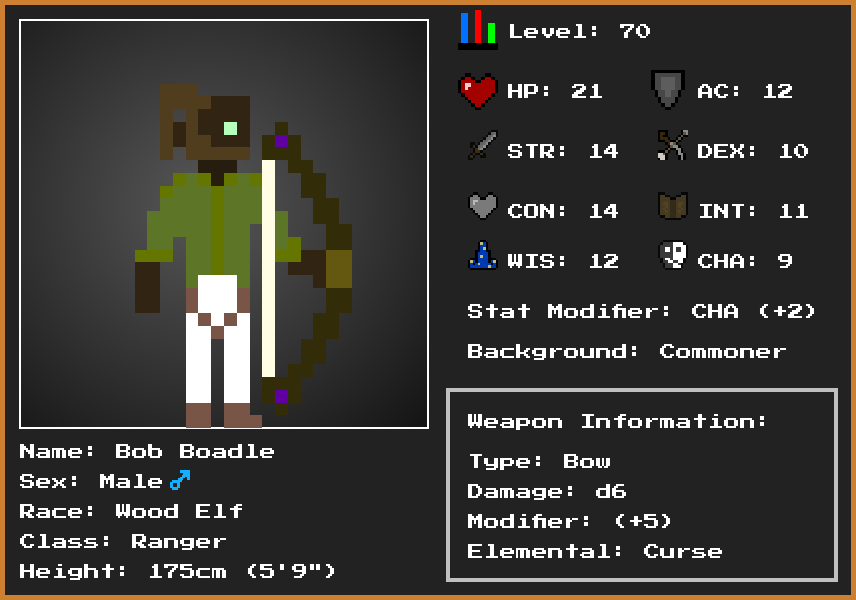 Level: 70
HP: 21
AC: 12
STR: 14
DEX: 10
CON: 14
INT: 11
WIS: 12
CHA: 9
Stat Modifier: CHA (+2)
Background: Commoner
Weapon Information:
Type: Bow
Damage: d6
Modifier: (+5)
Elemental: Curse
Name: Bob Boadle
Sex: Male ♂
Race: Wood Elf
Class: Ranger
Height: 175cm (5'9")